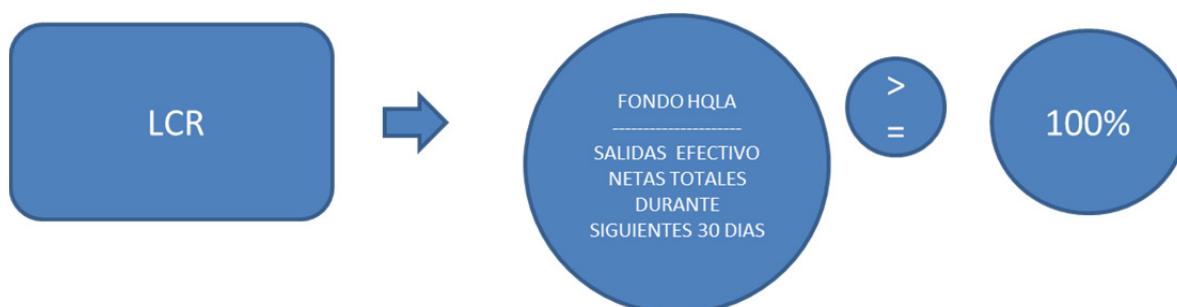 LCR
FONDO HQLA
---------------------
SALIDAS EFECTIVO
NETAS TOTALES
DURANTE
SIGUIENTES 30 DIAS
>
=
100%